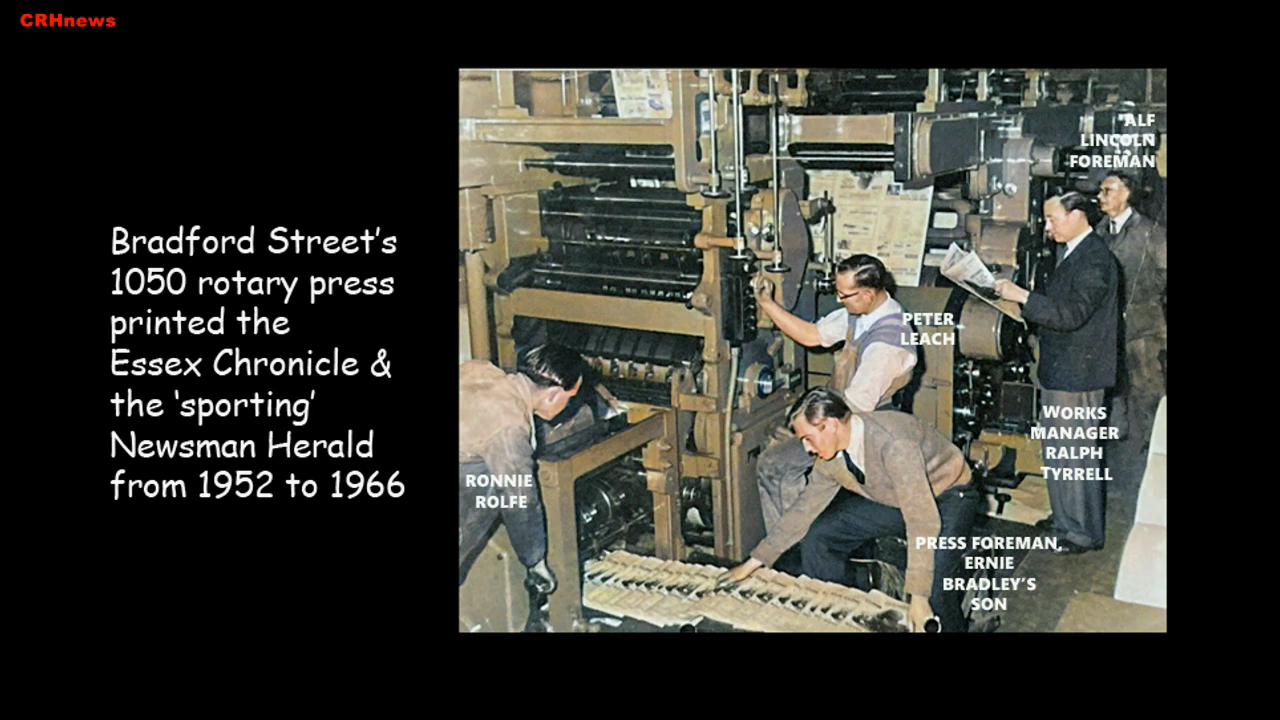 CRHnews
Bradford Street's
1050 rotary press
printed the
Essex Chronicle &
the 'sporting'
Newsman Herald
from 1952 to 1966
ALF
LINCOLN
FOREMAN
PETER
LEACH
WORKS
MANAGER
RALPH
TYRRELL
RONNIE
ROLFE
PRESS FOREMAN,
ERNIE
BRADLEY'S
SON